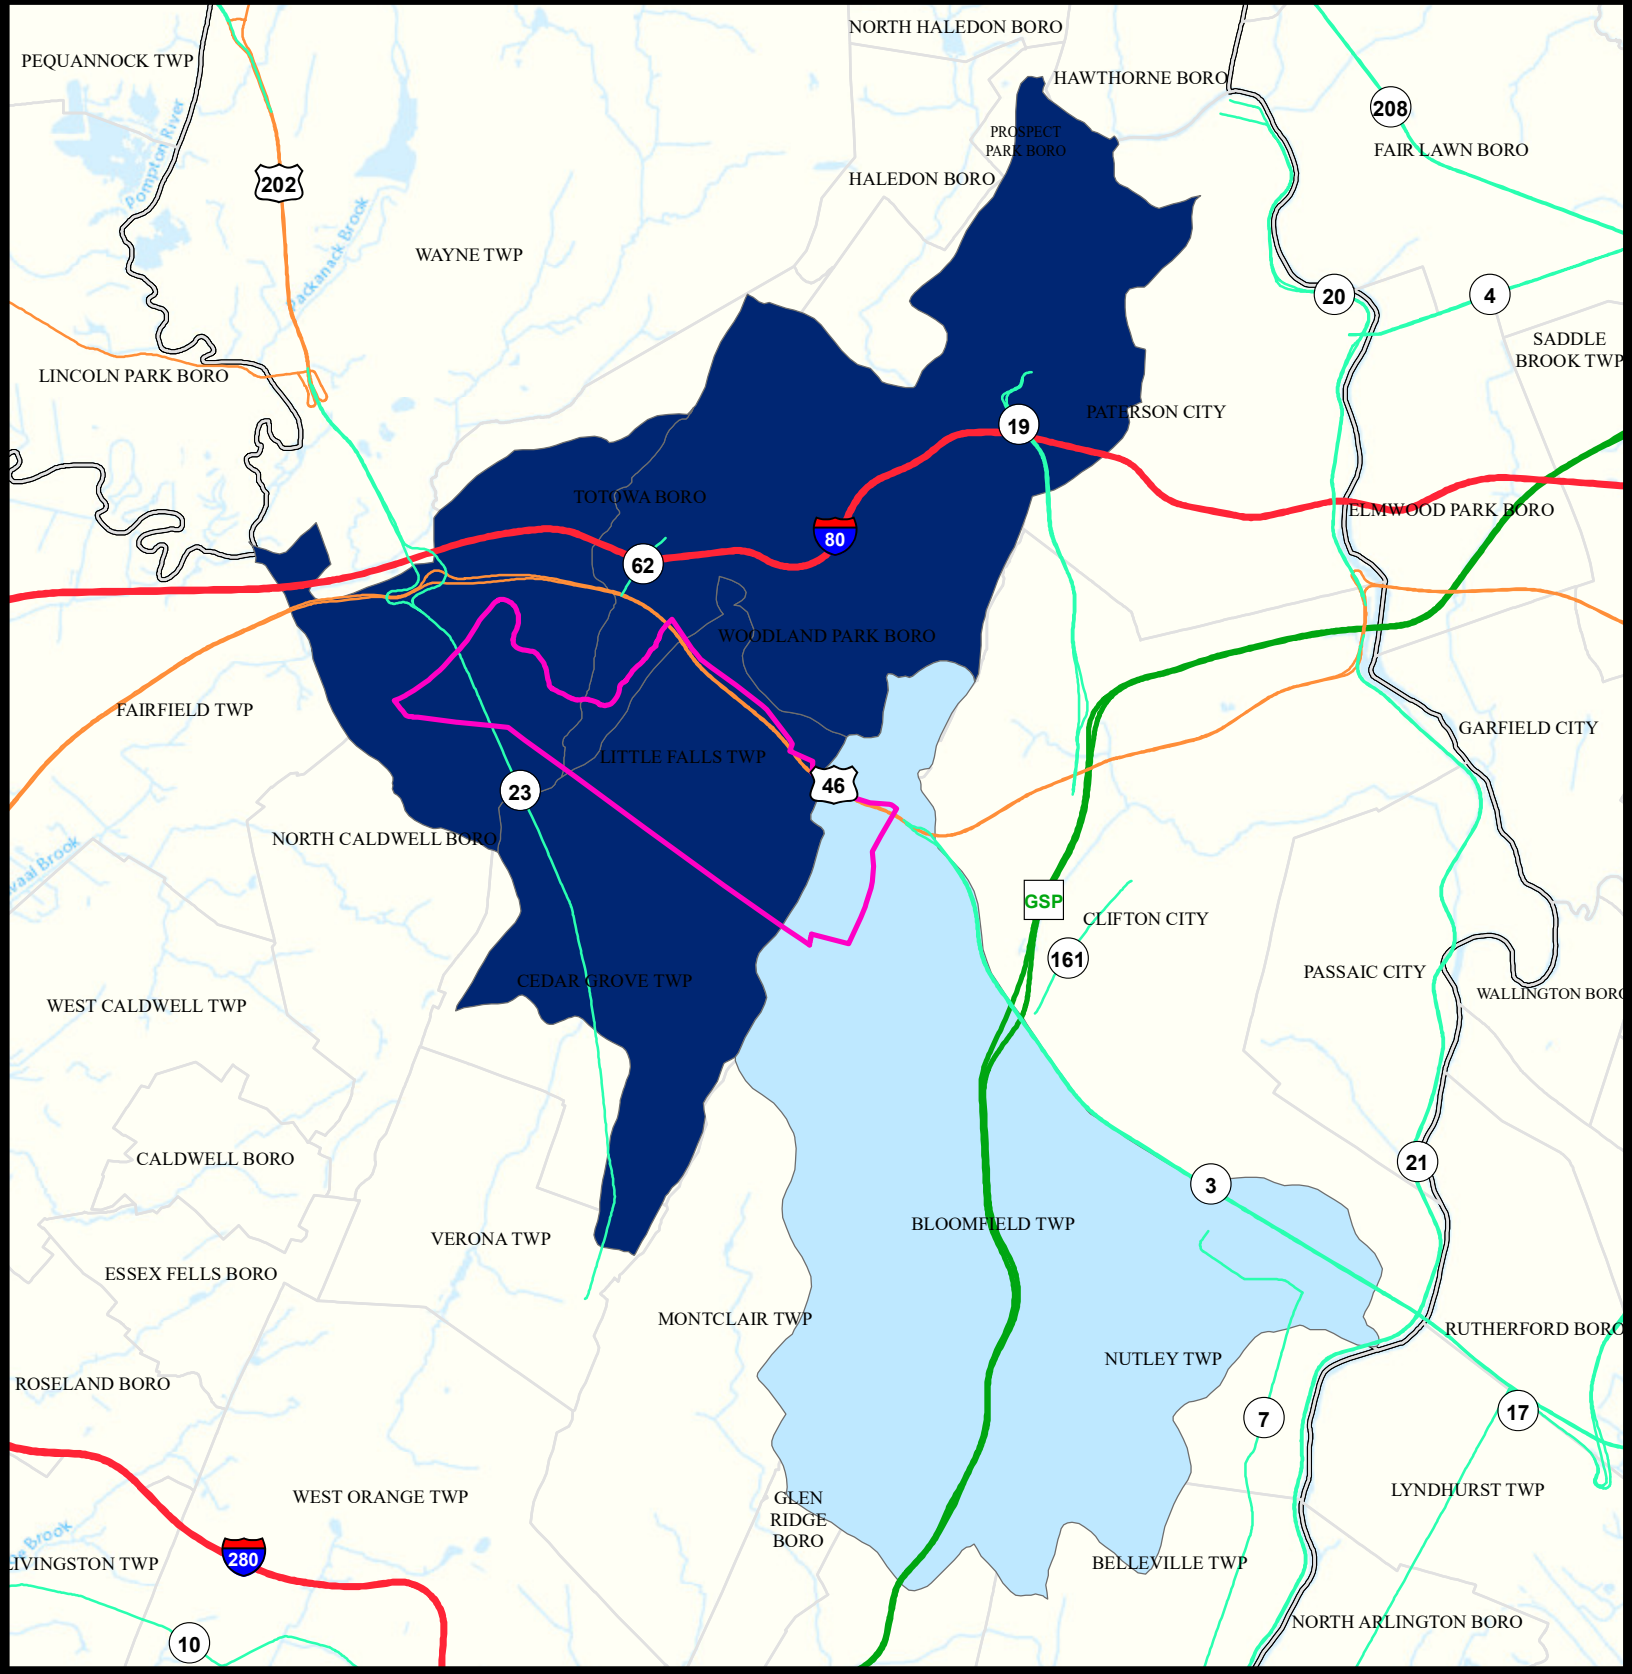 NORTH HALEDON BORO
PEQUANNOCK TWP
HAWTHORNE BORO
208
Pompton River
PROSPECT
PARK BORO
FAIR LAWN BORO
202
HALEDON BORO
Packanack Brook
WAYNE TWP
20
4
SADDLE
BROOK TWP
LINCOLN PARK BORO
19
PATERSON CITY
TOTOWA BORO
ELMWOOD PARK BORO
80
62
WOODLAND PARK BORO
FAIRFIELD TWP
GARFIELD CITY
LITTLE FALLS TWP
46
23
NORTH CALDWELL BORO
vaal Brook
GSP
CLIFTON CITY
161
PASSAIC CITY
CEDAR GROVE TWP
WALLINGTON BORO
WEST CALDWELL TWP
CALDWELL BORO
21
3
BLOOMFIELD TWP
VERONA TWP
ESSEX FELLS BORO
MONTCLAIR TWP
RUTHERFORD BORO
NUTLEY TWP
ROSELAND BORO
7
17
LYNDHURST TWP
WEST ORANGE TWP
GLEN
RIDGE
BORO
Brook
280
IVINGSTON TWP
BELLEVILLE TWP
NORTH ARLINGTON BORO
10